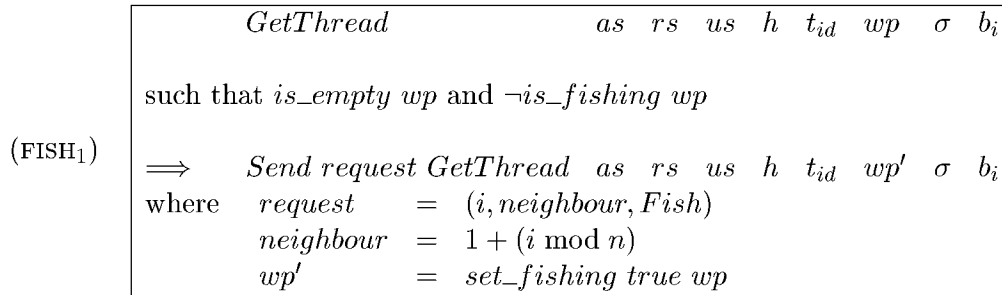 GetThread as rs us h t_id wp σ b_i
such that is_empty wp and ¬is_fishing wp
(FISH₁)
⟹ Send request GetThread as rs us h t_id wp′ σ b_i
where request = (i, neighbour, Fish)
neighbour = 1 + (i mod n)
wp′ = set_fishing true wp